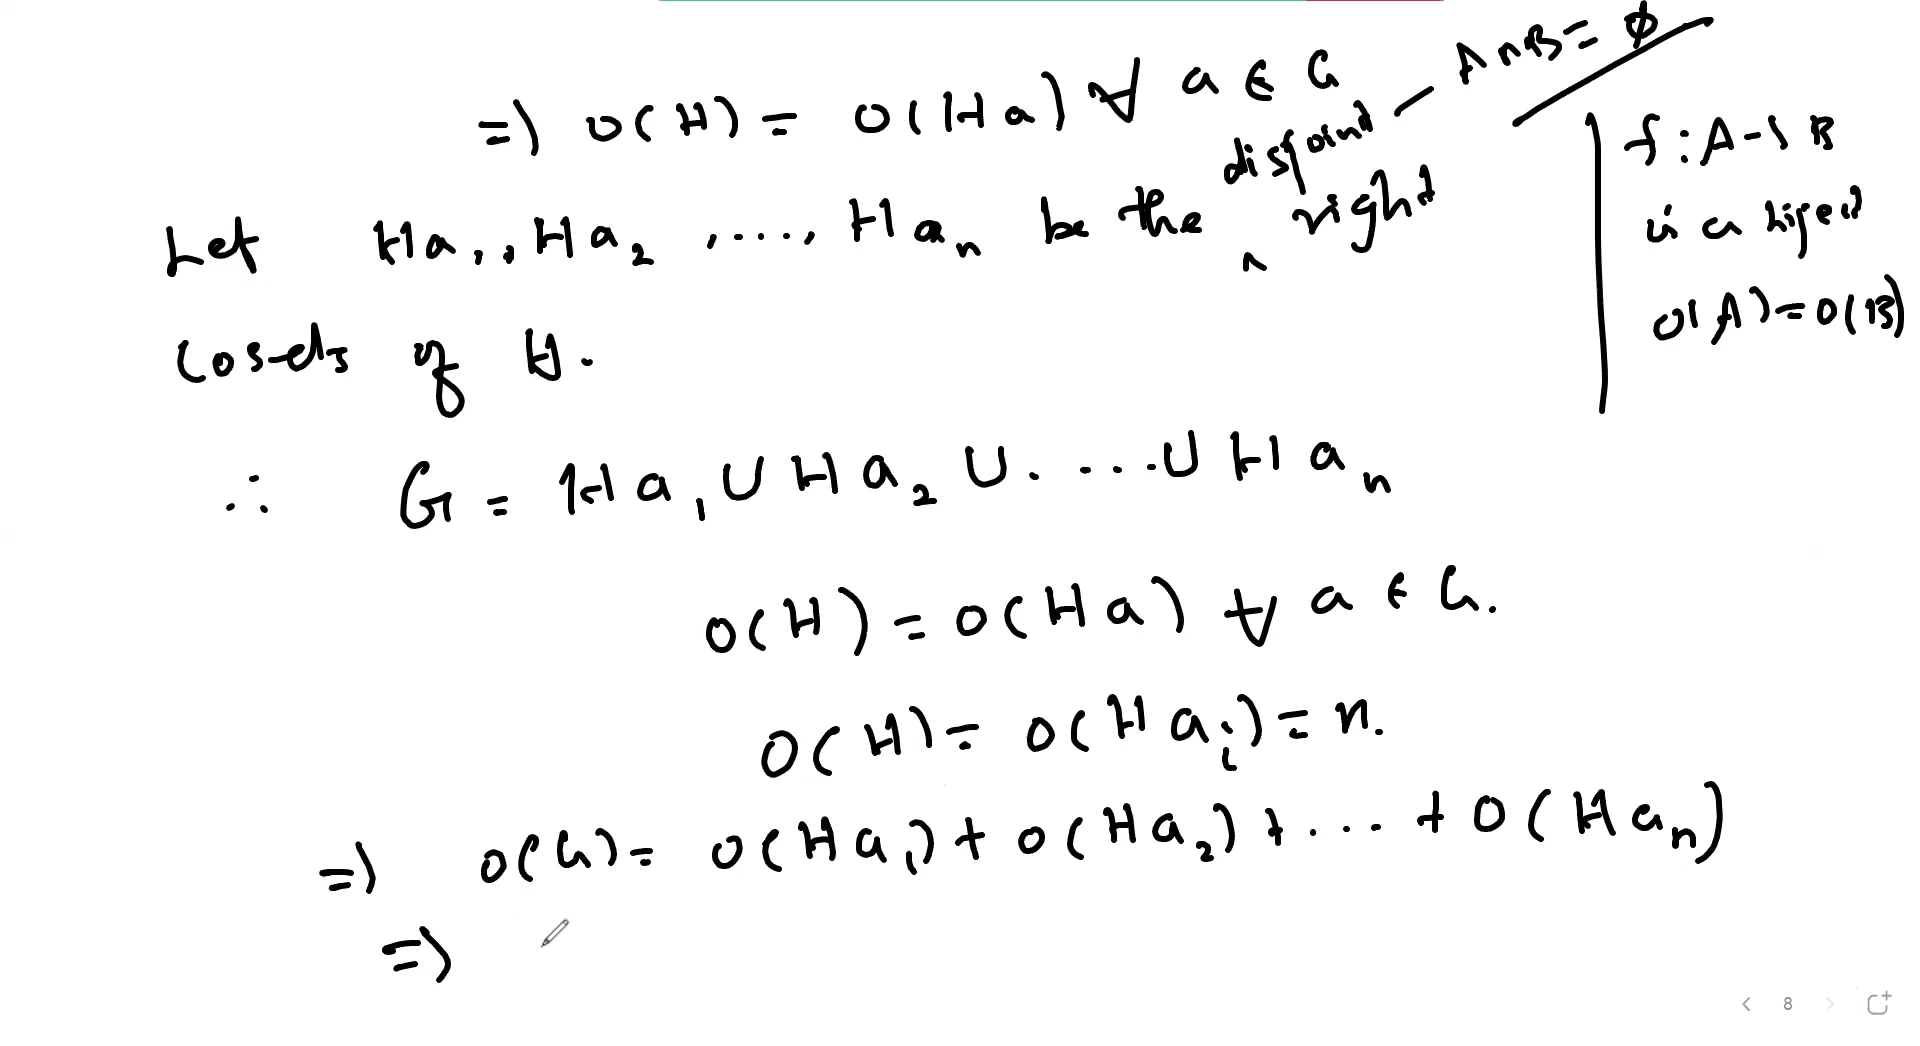 => O(H) = O(Ha) ∀ a ∈ G
disjoint — A∩B = ϕ
Let Ha₁, Ha₂, ...., Haₙ be the ^ right
cosets of H.
f: A → B
is a biject
O(A) = O(B)
∴ G = Ha₁ ∪ Ha₂ ∪ .... ∪ Haₙ
O(H) = O(Ha) ∀ a ∈ G.
O(H) = O(Haᵢ) = n.
=> O(G) = O(Ha₁) + O(Ha₂) + ... + O(Haₙ)
=>
8